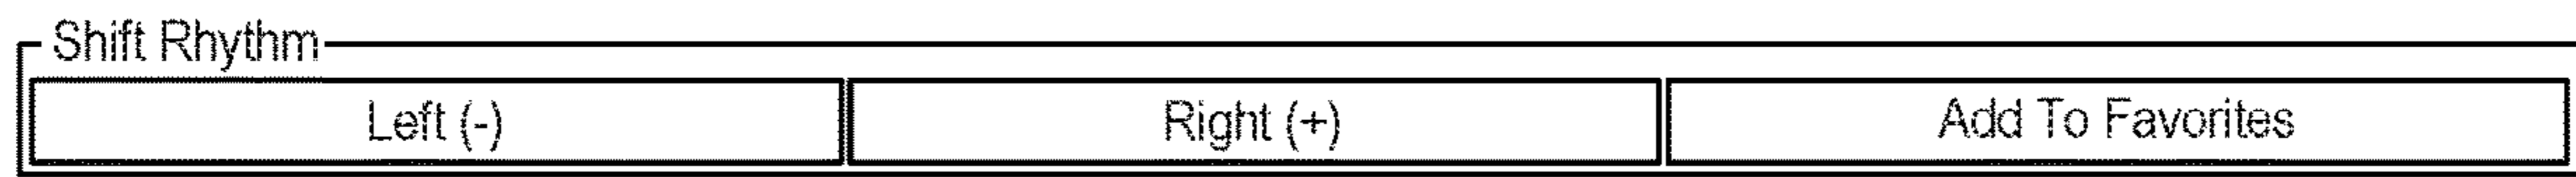 Shift Rhythm
Left (-) Right (+) Add To Favorites